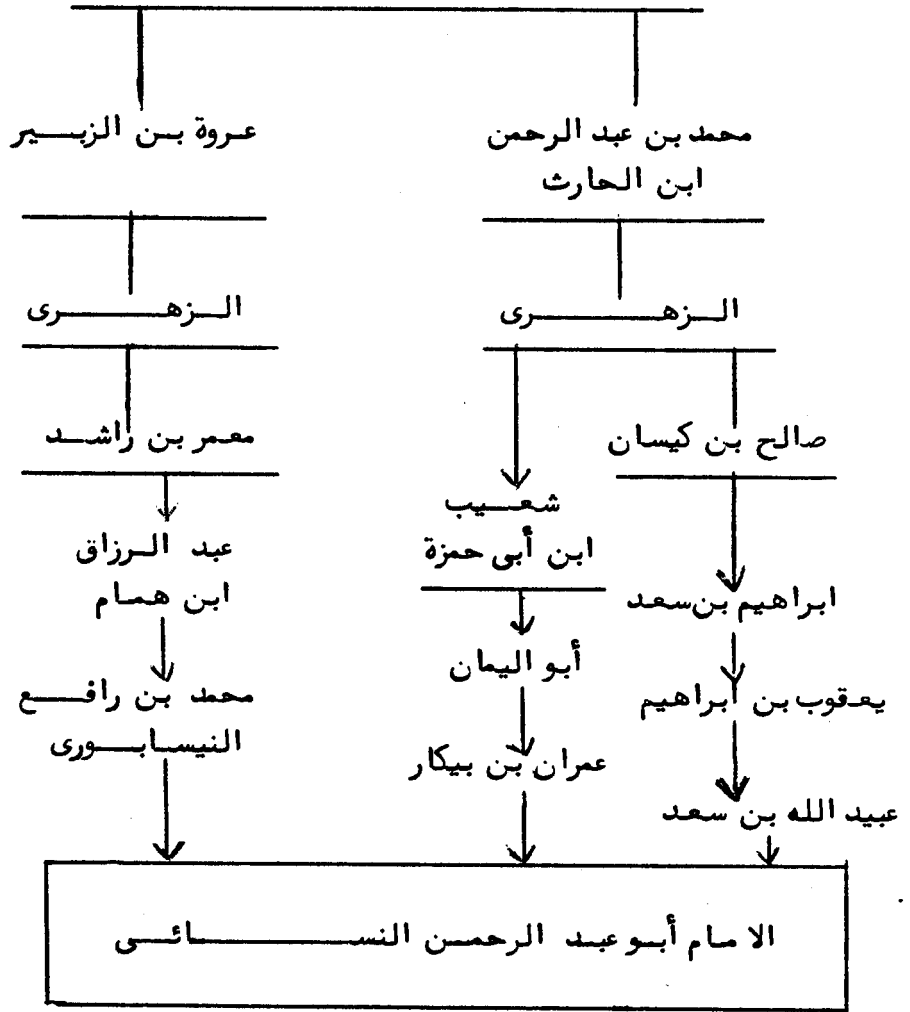 محمد بن عبد الرحمن
ابن الحارث
عروة بن الزبير
الزهرى
الزهرى
صالح بن كيسان
معمر بن راشد
شعيب
ابن أبى حمزة
عبد الرزاق
ابن همام
ابراهيم بن سعد
أبو اليمان
يعقوب بن ابراهيم
محمد بن رافع
النيسابورى
عمران بن بيكار
عبيد الله بن سعد
الامام أبو عبد الرحمن النسائى